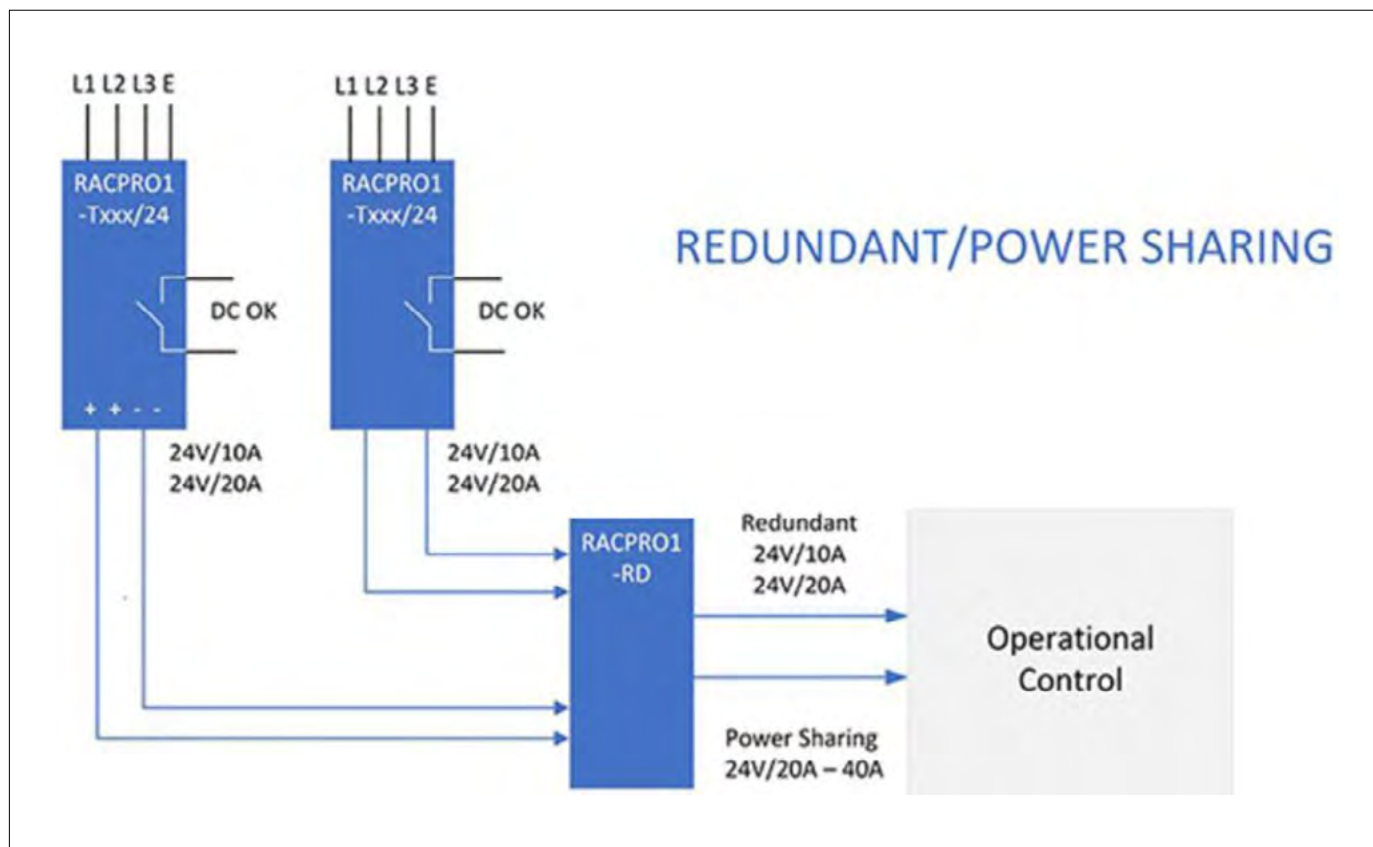 L1 L2 L3 E
L1 L2 L3 E
RACPRO1
-Txxx/24
RACPRO1
-Txxx/24
REDUNDANT/POWER SHARING
DC OK
DC OK
+ + - -
24V/10A
24V/20A
24V/10A
24V/20A
RACPRO1
-RD
Redundant
24V/10A
24V/20A
Operational
Control
Power Sharing
24V/20A – 40A